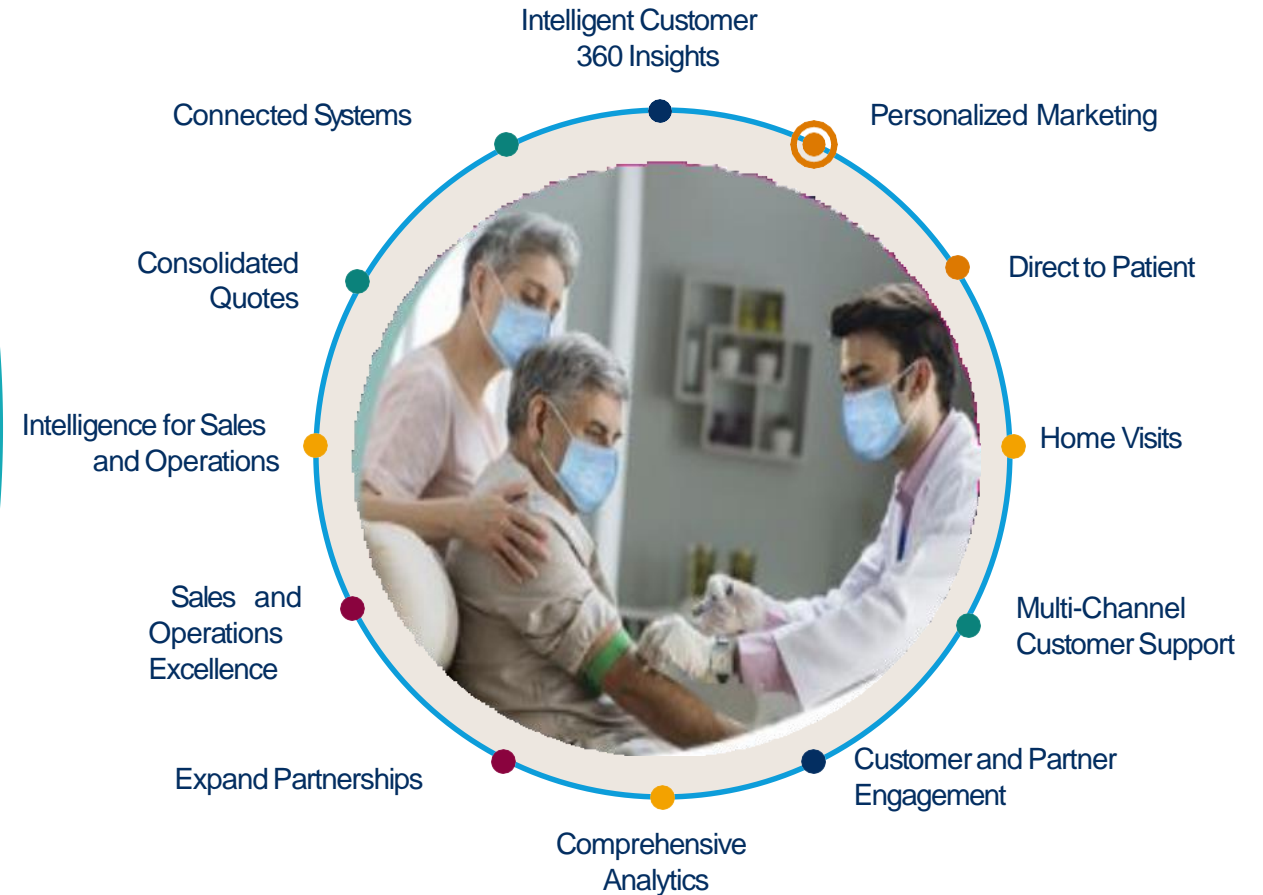 Intelligent Customer
360 Insights
Personalized Marketing
Direct to Patient
Home Visits
Multi-Channel
Customer Support
Customer and Partner
Engagement
Comprehensive
Analytics
Expand Partnerships
Sales and
Operations
Excellence
Intelligence for Sales
and Operations
Consolidated
Quotes
Connected Systems